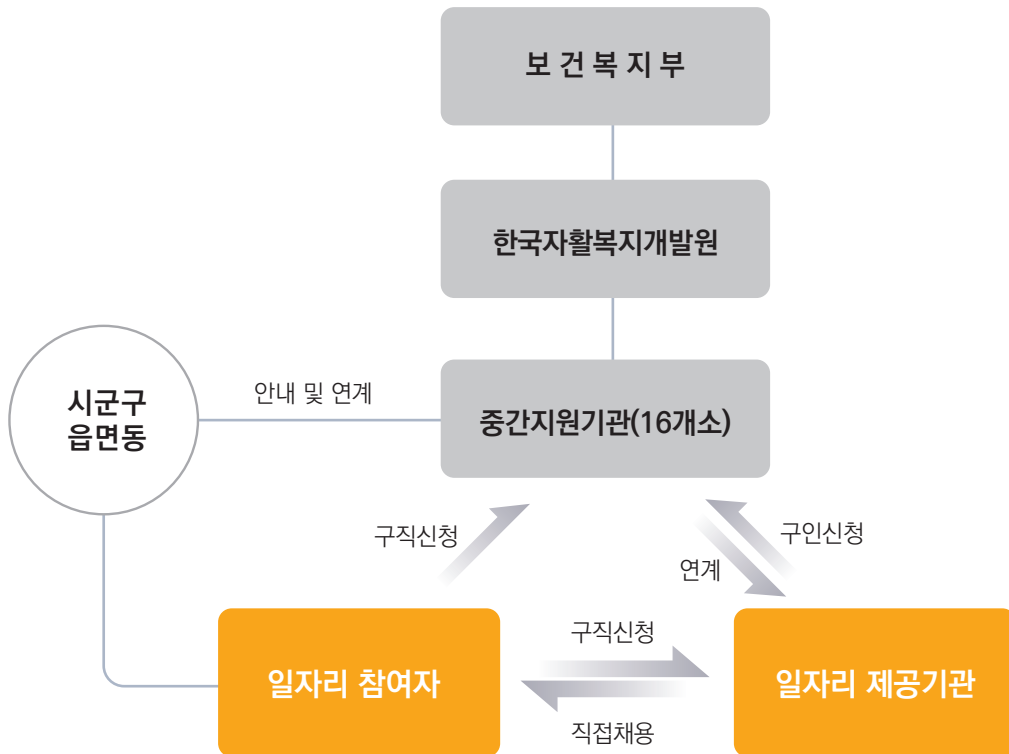 보 건 복 지 부
한국자활복지개발원
시군구
읍면동
안내 및 연계
중간지원기관(16개소)
구직신청
구인신청
연계
일자리 참여자
구직신청
직접채용
일자리 제공기관